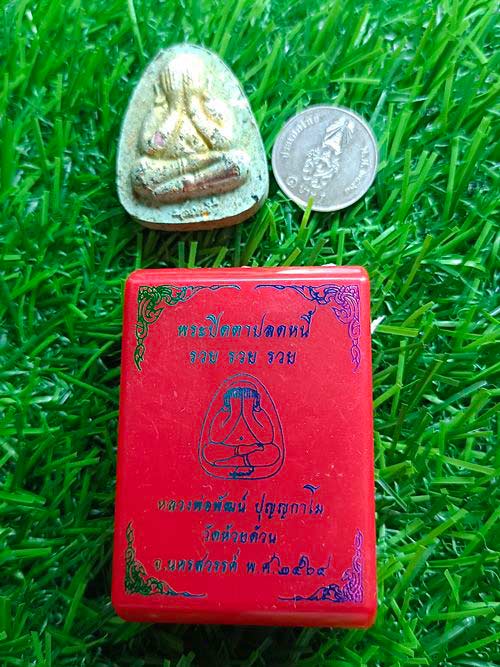 พระปิดตาปลดหนี้
รวย รวย รวย
หลวงพ่อพัฒน์ ปุญญกาโม
วัดห้วยด้วน
จ.นครสวรรค์ พ.ศ.๒๕๖๔